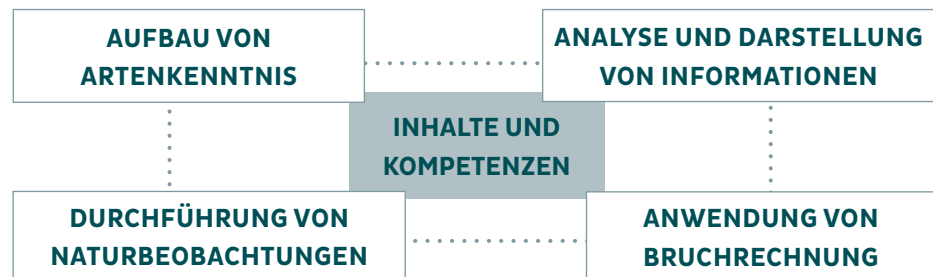 AUFBAU VON
ARTENKENNTNIS
ANALYSE UND DARSTELLUNG
VON INFORMATIONEN
INHALTE UND
KOMPETENZEN
DURCHFÜHRUNG VON
NATURBEOBACHTUNGEN
ANWENDUNG VON
BRUCHRECHNUNG